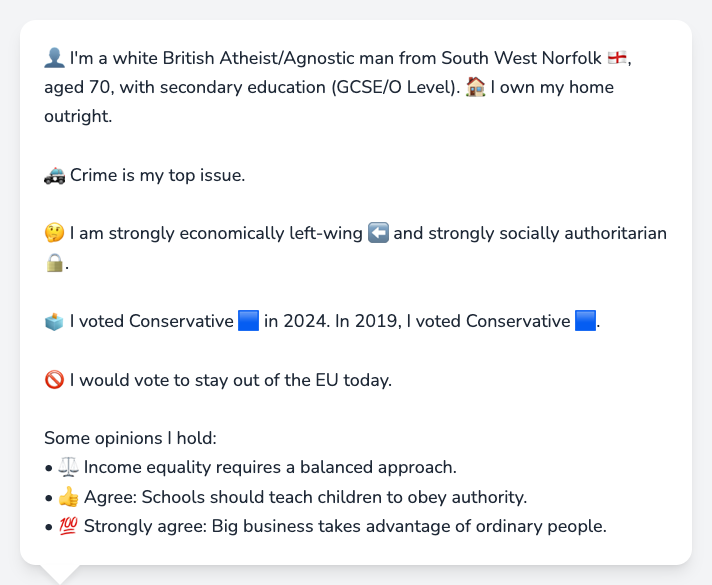 👤 I'm a white British Atheist/Agnostic man from South West Norfolk 🏴󠁧󠁢󠁥󠁮󠁧󠁿,
aged 70, with secondary education (GCSE/O Level). 🏠 I own my home
outright.
🚓 Crime is my top issue.
🤔 I am strongly economically left-wing ⬅️ and strongly socially authoritarian
🔒.
🗳️ I voted Conservative 🟦 in 2024. In 2019, I voted Conservative 🟦.
🚫 I would vote to stay out of the EU today.
Some opinions I hold:
• ⚖️ Income equality requires a balanced approach.
• 👍 Agree: Schools should teach children to obey authority.
• 💯 Strongly agree: Big business takes advantage of ordinary people.